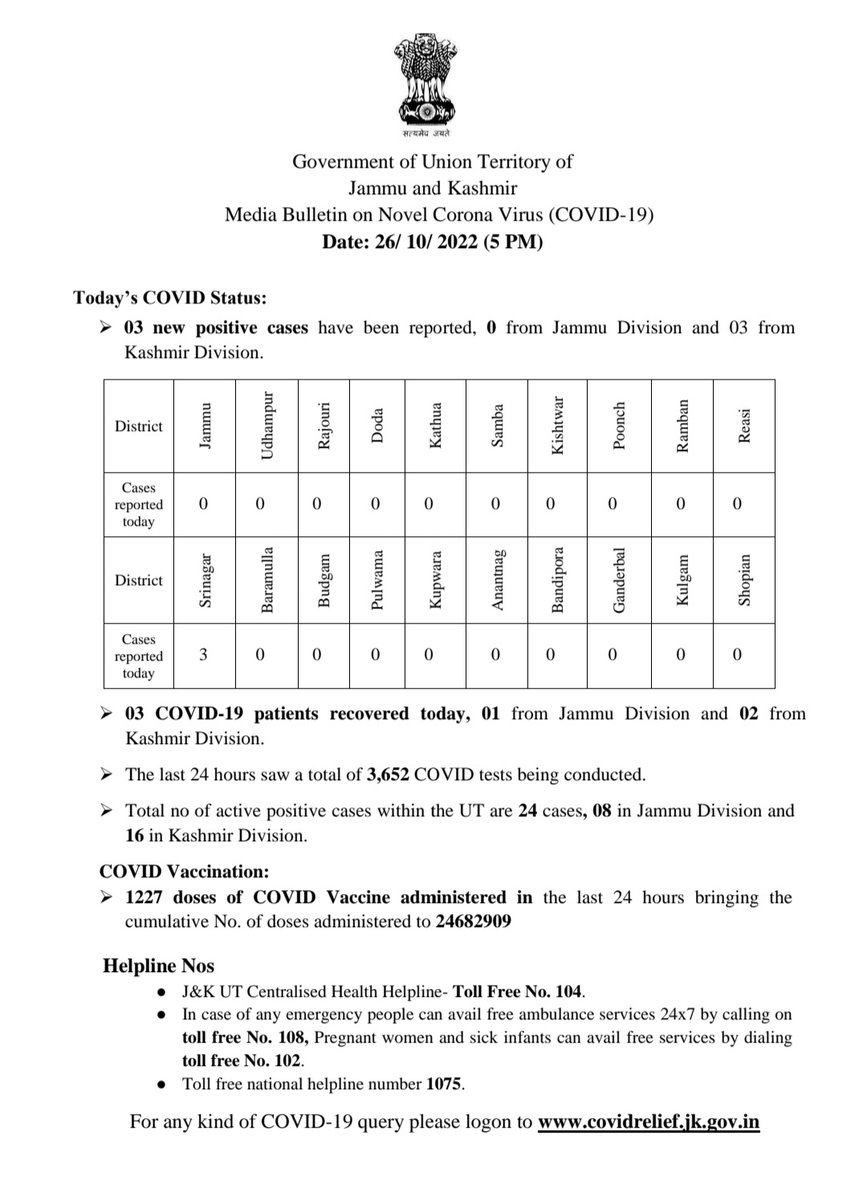 सत्यमेव जयते
Government of Union Territory of
Jammu and Kashmir
Media Bulletin on Novel Corona Virus (COVID-19)
Date: 26/ 10/ 2022 (5 PM)
Today’s COVID Status:
➢ 03 new positive cases have been reported, 0 from Jammu Division and 03 from
Kashmir Division.
District Jammu Udhampur Rajouri Doda Kathua Samba Kishtwar Poonch Ramban Reasi
Cases
reported
today
0 0 0 0 0 0 0 0 0 0
District Srinagar Baramulla Budgam Pulwama Kupwara Anantnag Bandipora Ganderbal Kulgam Shopian
Cases
reported
today
3 0 0 0 0 0 0 0 0 0
➢ 03 COVID-19 patients recovered today, 01 from Jammu Division and 02 from
Kashmir Division.
➢ The last 24 hours saw a total of 3,652 COVID tests being conducted.
➢ Total no of active positive cases within the UT are 24 cases, 08 in Jammu Division and
16 in Kashmir Division.
COVID Vaccination:
➢ 1227 doses of COVID Vaccine administered in the last 24 hours bringing the
cumulative No. of doses administered to 24682909
Helpline Nos
● J&K UT Centralised Health Helpline- Toll Free No. 104.
● In case of any emergency people can avail free ambulance services 24x7 by calling on
toll free No. 108, Pregnant women and sick infants can avail free services by dialing
toll free No. 102.
● Toll free national helpline number 1075.
For any kind of COVID-19 query please logon to www.covidrelief.jk.gov.in